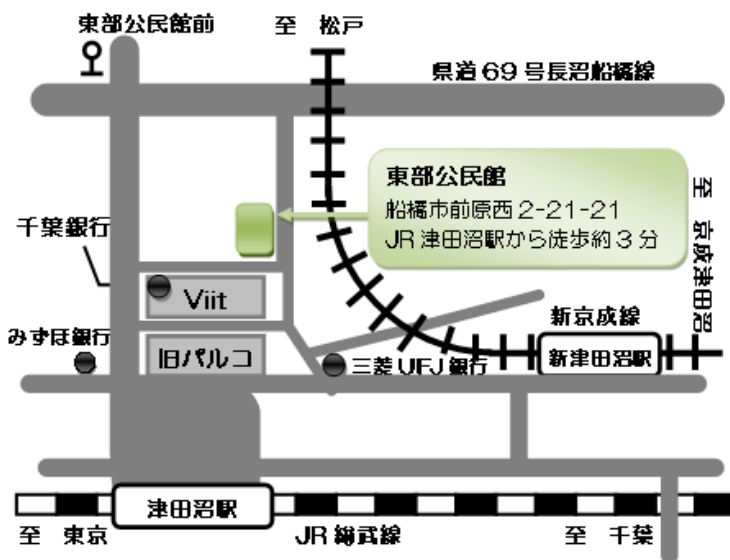 東部公民館前
至 松戸
県道69号長沼船橋線
東部公民館
船橋市前原西2-21-21
JR津田沼駅から徒歩約3分
至 京成津田沼
千葉銀行
Viit
新京成線
みずほ銀行
旧パルコ
三菱UFJ銀行
新津田沼駅
津田沼駅
至 東京
JR総武線
至 千葉